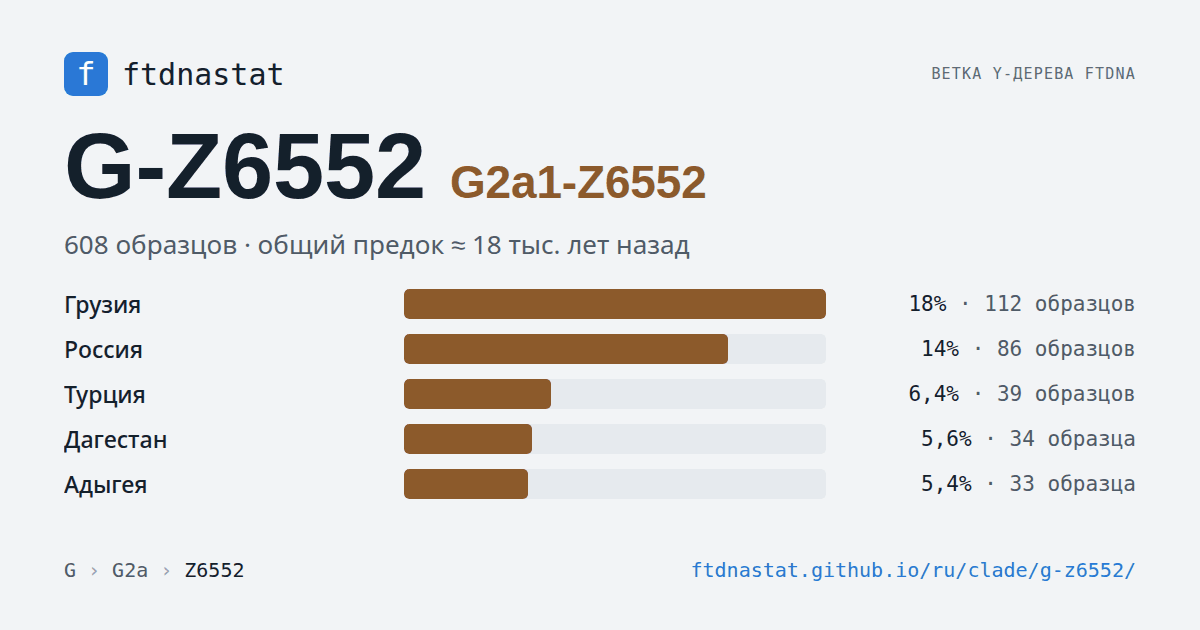 f ftdnastat
ВЕТКА Y-ДЕРЕВА FTDNA
G-Z6552 G2a1-Z6552
608 образцов · общий предок ≈ 18 тыс. лет назад
Грузия 18% · 112 образцов
Россия 14% · 86 образцов
Турция 6,4% · 39 образцов
Дагестан 5,6% · 34 образца
Адыгея 5,4% · 33 образца
G › G2a › Z6552
ftdnastat.github.io/ru/clade/g-z6552/